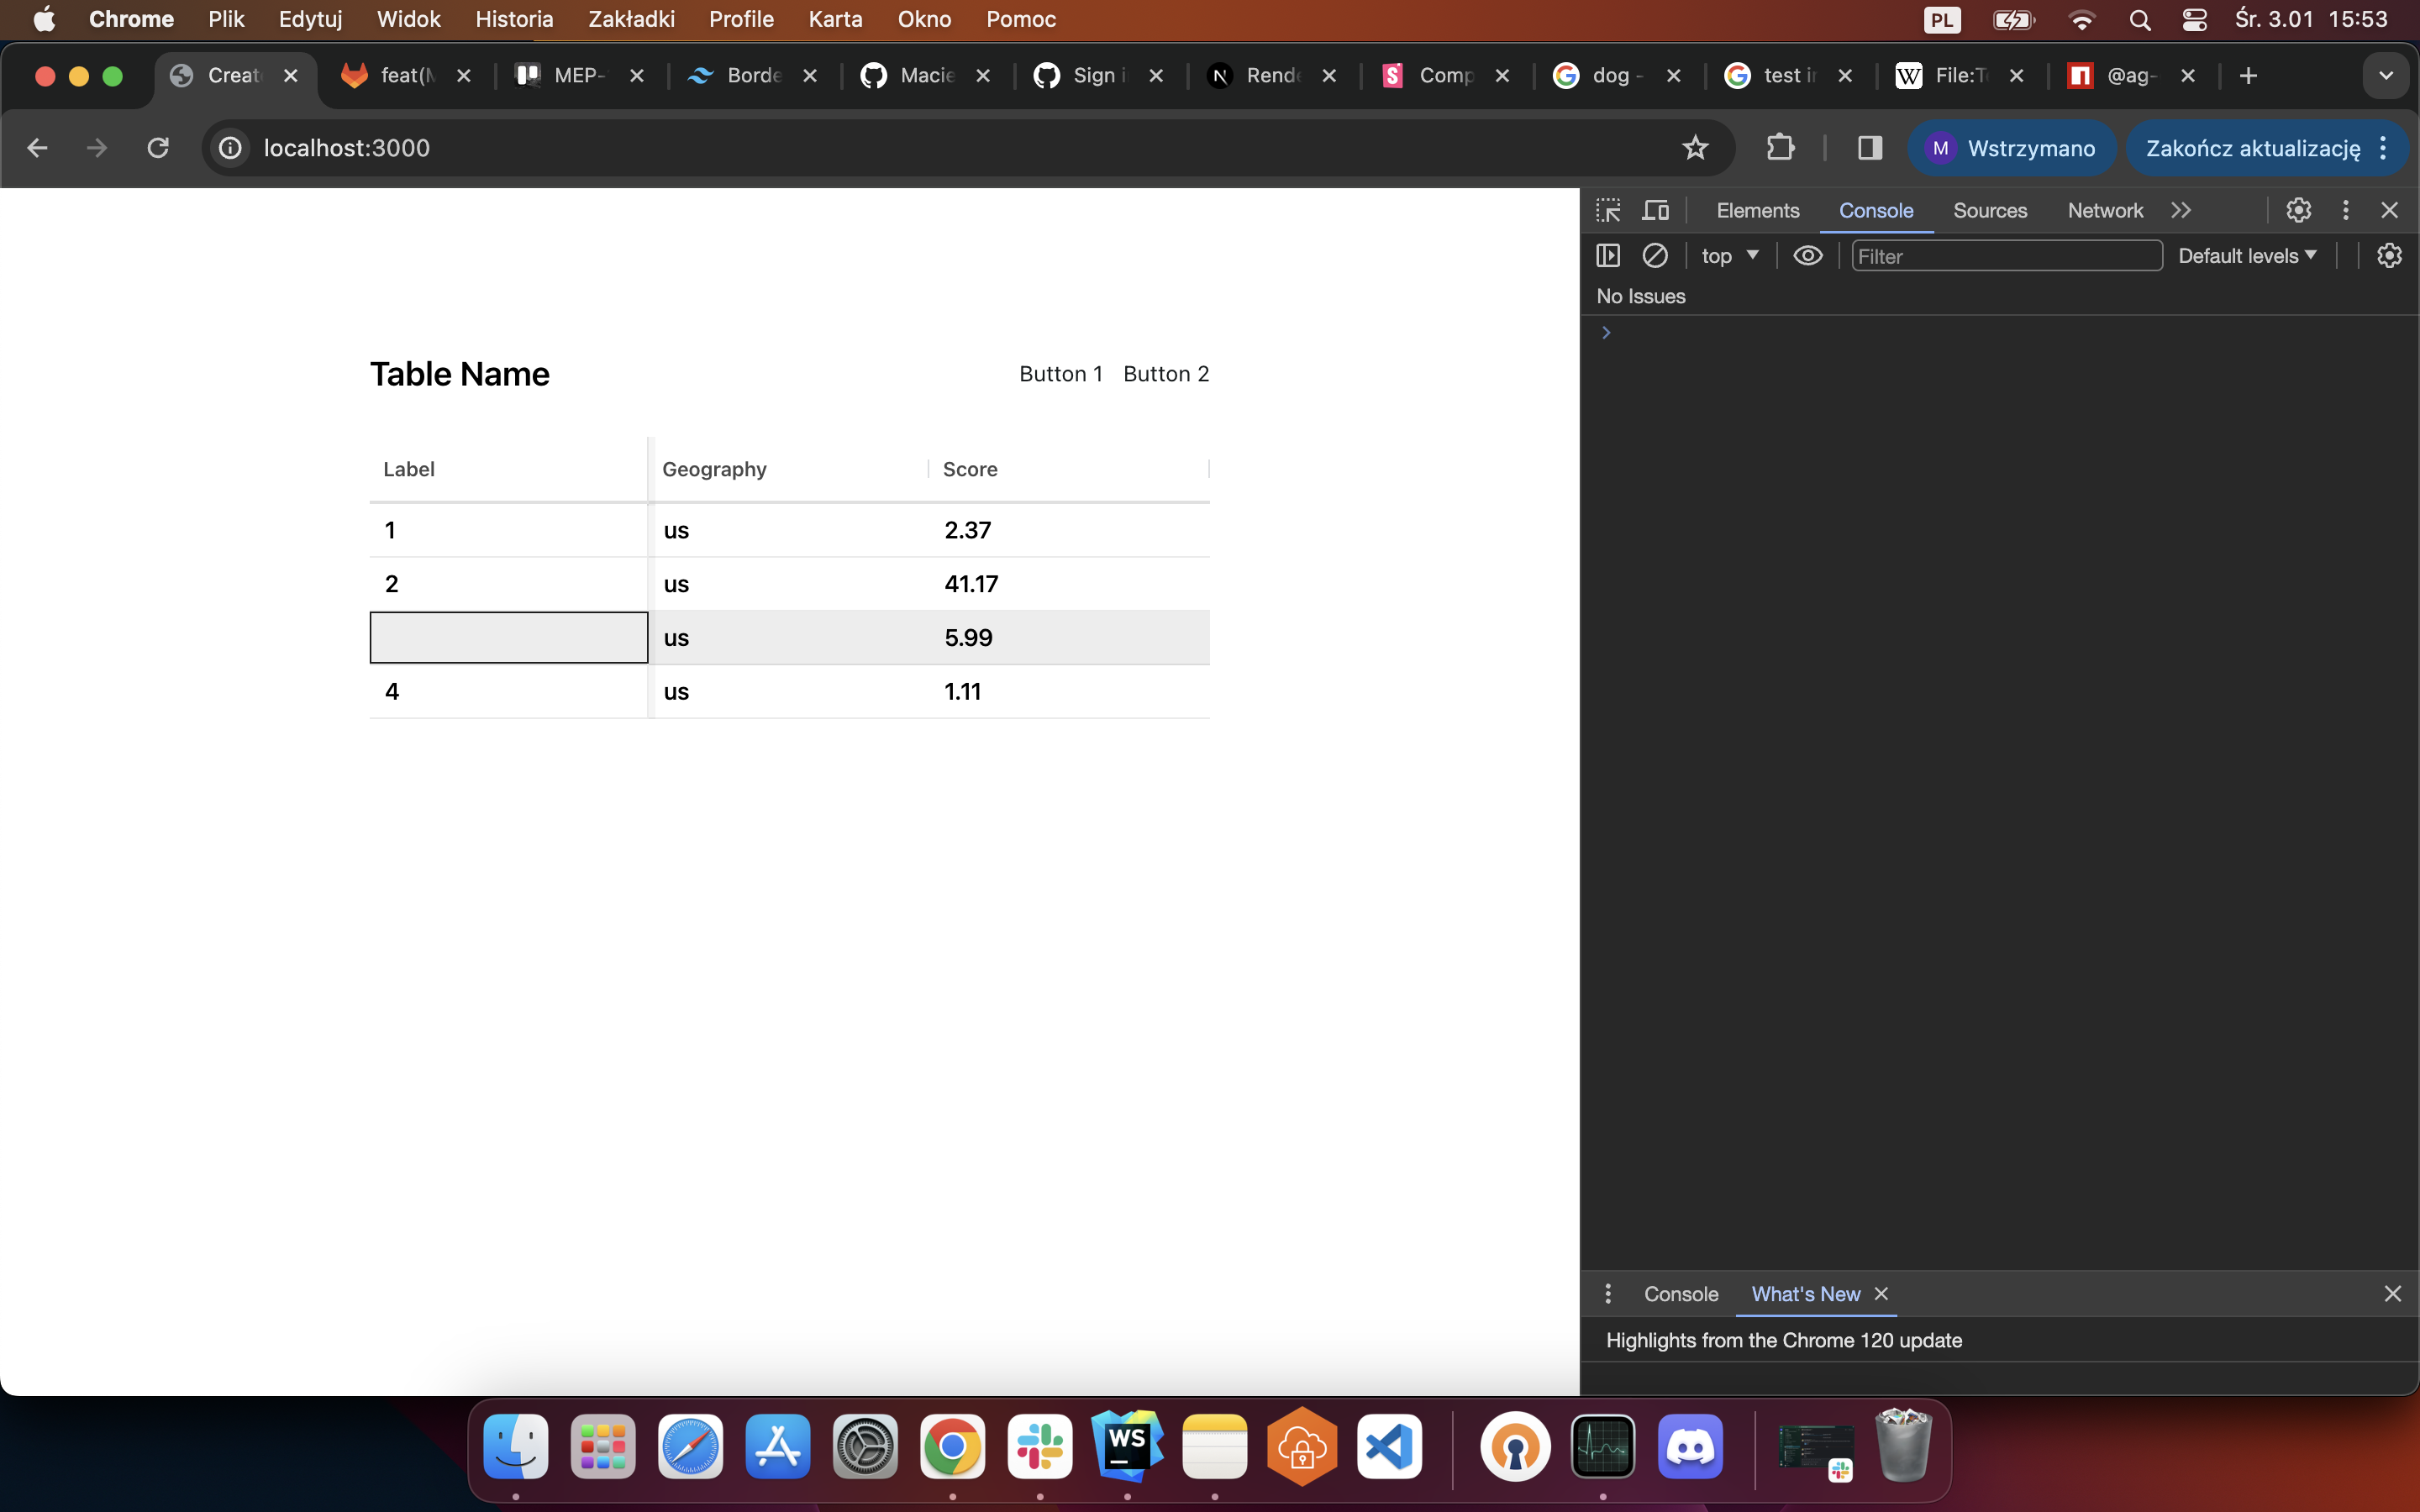 Chrome Plik Edytuj Widok Historia Zakładki Profile Karta Okno Pomoc PL Śr. 3.01 15:53
Creat feat(M MEP- Borde Macie Sign i Rende Comp dog - test i File:T @ag-
localhost:3000 M Wstrzymano Zakończ aktualizację
Elements Console Sources Network
top Filter Default levels
No Issues
Table Name Button 1 Button 2
Label Geography Score
1 us 2.37
2 us 41.17
us 5.99
4 us 1.11
Console What's New
Highlights from the Chrome 120 update
WS